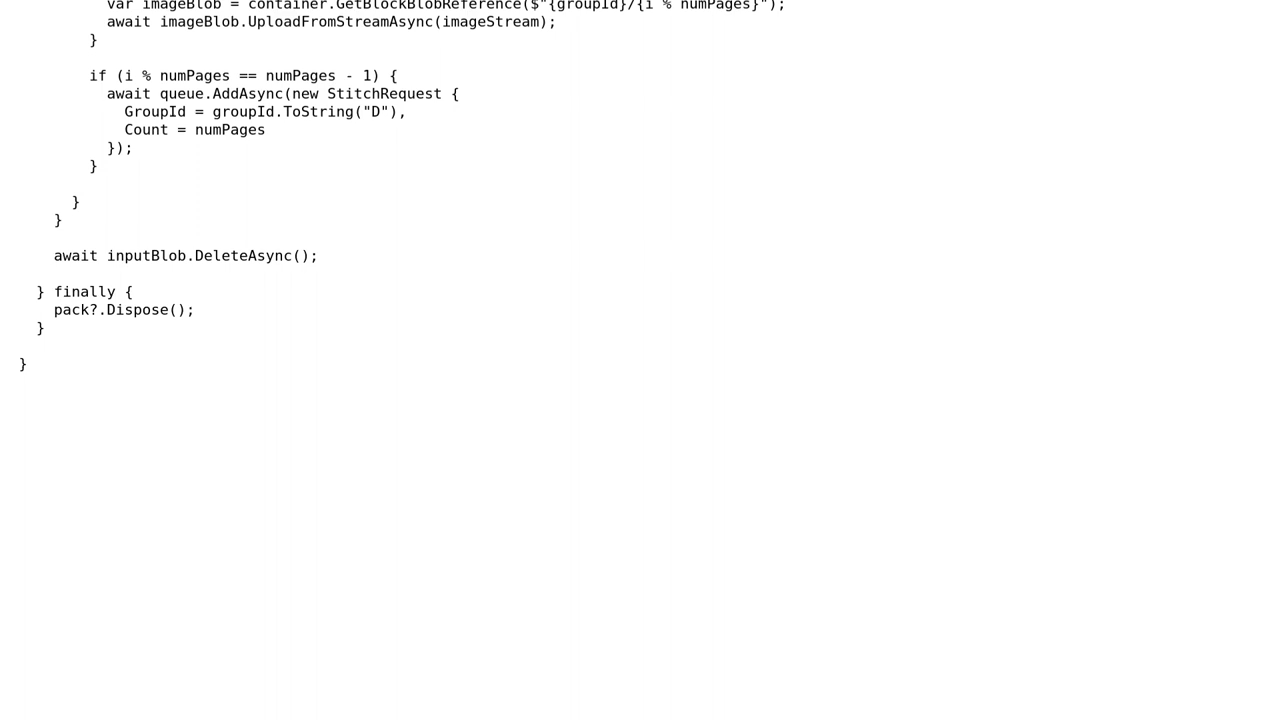 var imageBlob = container.GetBlockBlobReference($"{groupId}/{i % numPages}");
await imageBlob.UploadFromStreamAsync(imageStream);
}
if (i % numPages == numPages - 1) {
await queue.AddAsync(new StitchRequest {
GroupId = groupId.ToString("D"),
Count = numPages
});
}
}
}
await inputBlob.DeleteAsync();
} finally {
pack?.Dispose();
}
}